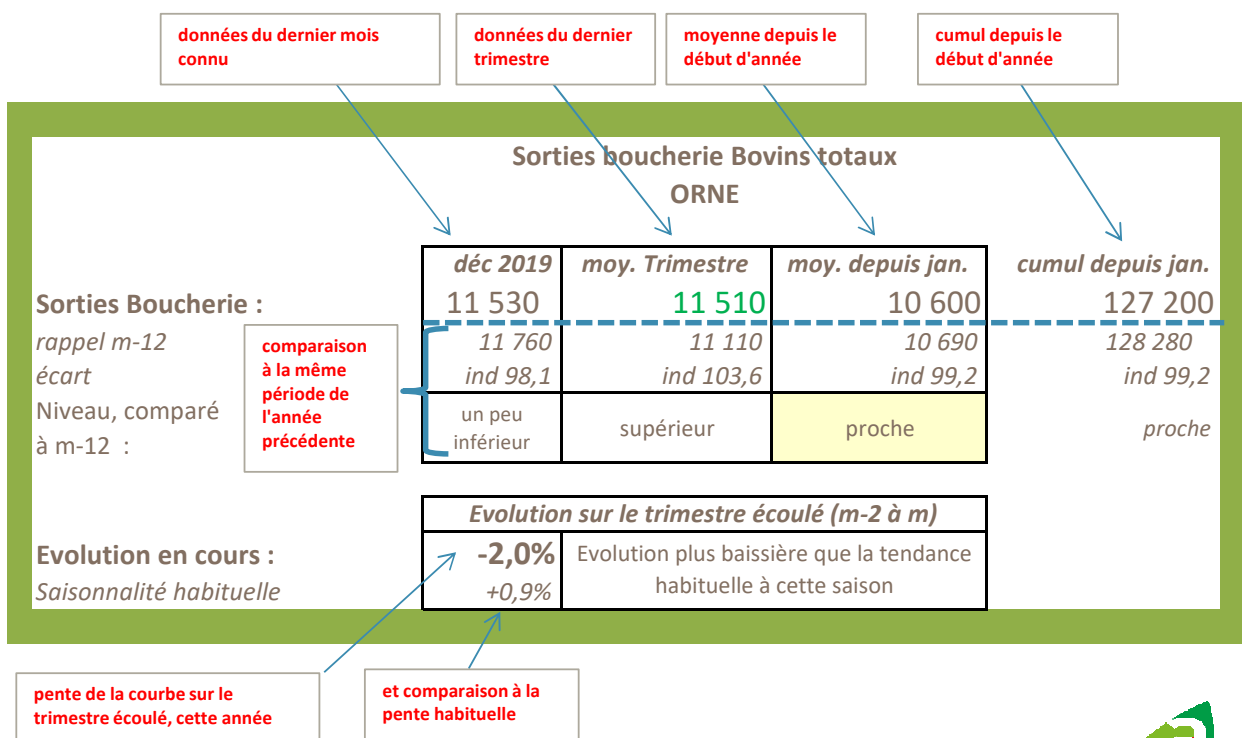 données du dernier mois
connu
données du dernier
trimestre
moyenne depuis le
début d'année
cumul depuis le
début d'année
Sorties boucherie Bovins totaux
ORNE
déc 2019 moy. Trimestre moy. depuis jan. cumul depuis jan.
Sorties Boucherie : 11 530 11 510 10 600 127 200
rappel m-12 11 760 11 110 10 690 128 280
écart ind 98,1 ind 103,6 ind 99,2 ind 99,2
Niveau, comparé
à m-12 :
un peu
inférieur
supérieur proche proche
comparaison
à la même
période de
l'année
précédente
Evolution sur le trimestre écoulé (m-2 à m)
Evolution en cours : -2,0%
Saisonnalité habituelle +0,9%
Evolution plus baissière que la tendance
habituelle à cette saison
pente de la courbe sur le
trimestre écoulé, cette année
et comparaison à la
pente habituelle